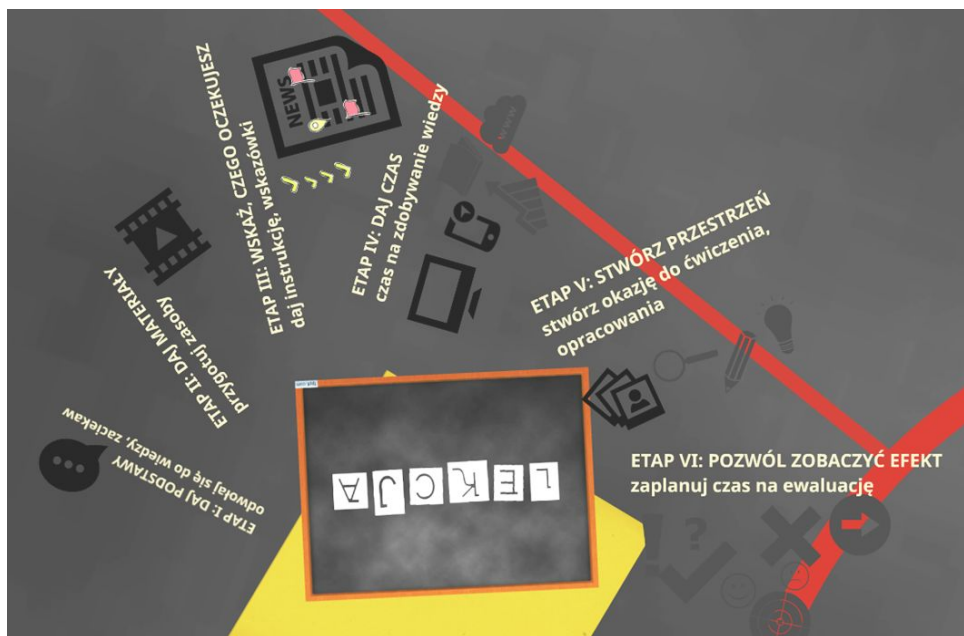 ETAP I: DAJ PODSTAWY
odwołaj się do wiedzy, zaciekaw
ETAP II: DAJ MATERIAŁY
przygotuj zasoby
ETAP III: WSKAŻ, CZEGO OCZEKUJESZ
daj instrukcję, wskazówki
NEWS
ETAP IV: DAJ CZAS
czas na zdobywanie wiedzy
WWW
ETAP V: STWÓRZ PRZESTRZEŃ
stwórz okazję do ćwiczenia,
opracowania
ETAP VI: POZWÓL ZOBACZYĆ EFEKT
zaplanuj czas na ewaluację
? !
LEKCJA